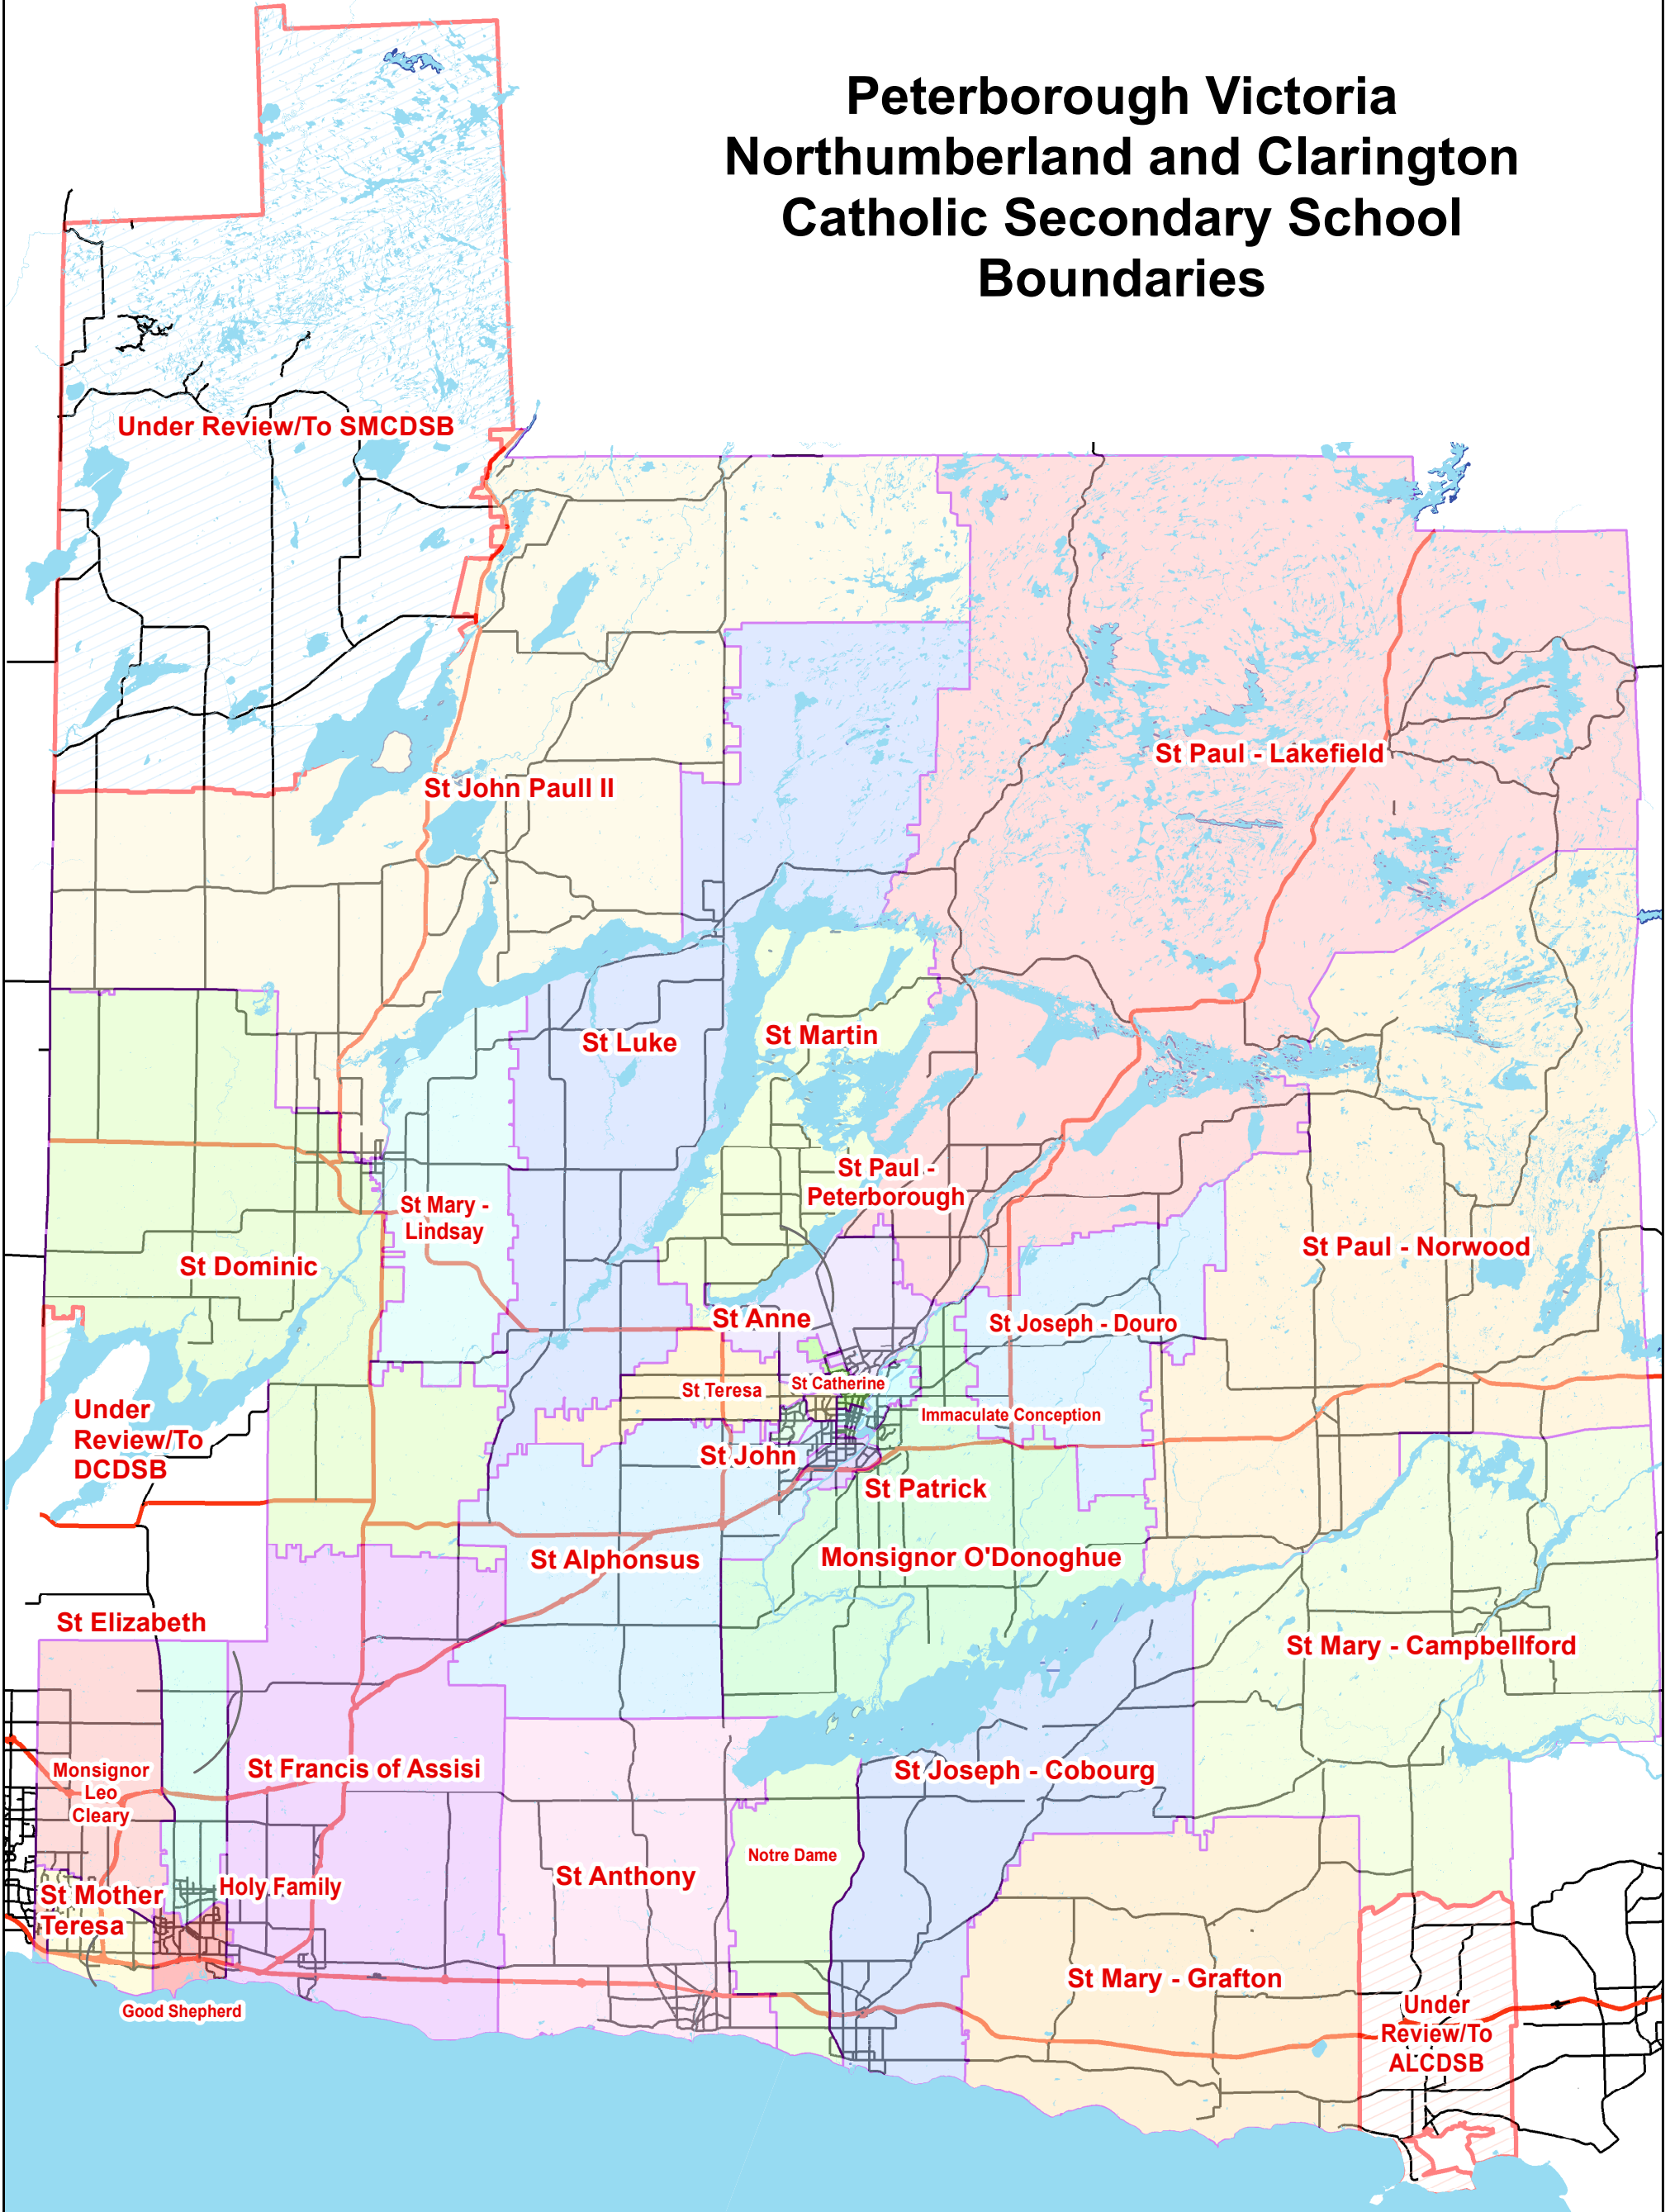 Peterborough Victoria
Northumberland and Clarington
Catholic Secondary School
Boundaries
Under Review/To SMCDSB
St Paul - Lakefield
St John Paull II
St Luke
St Martin
St Paul -
Peterborough
St Mary -
Lindsay
St Paul - Norwood
St Dominic
St Anne
St Joseph - Douro
St Teresa
St Catherine
Under
Review/To
DCDSB
Immaculate Conception
St John
St Patrick
St Alphonsus
Monsignor O'Donoghue
St Elizabeth
St Mary - Campbellford
Monsignor
Leo
Cleary
St Francis of Assisi
St Joseph - Cobourg
Notre Dame
St Anthony
Holy Family
St Mother
Teresa
St Mary - Grafton
Good Shepherd
Under
Review/To
ALCDSB